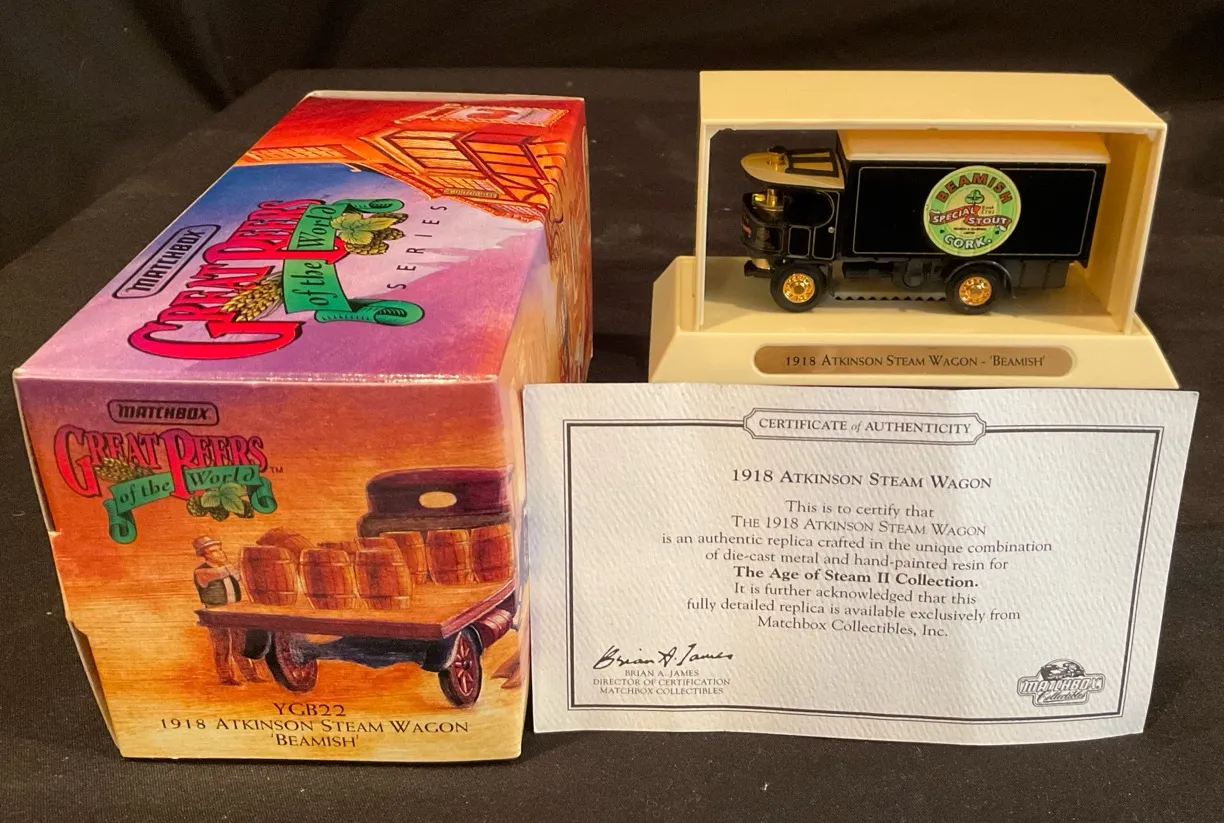 MATCHBOX
GREAT BEERS
of the World
SERIES
MATCHBOX
GREAT BEERS
of the World™
YGB22
1918 ATKINSON STEAM WAGON
'BEAMISH'
BEAMISH
SPECIAL STOUT
CORK.
1918 ATKINSON STEAM WAGON - 'BEAMISH'
CERTIFICATE of AUTHENTICITY
1918 ATKINSON STEAM WAGON
This is to certify that
THE 1918 ATKINSON STEAM WAGON
is an authentic replica crafted in the unique combination
of die-cast metal and hand-painted resin for
The Age of Steam II Collection.
It is further acknowledged that this
fully detailed replica is available exclusively from
Matchbox Collectibles, Inc.
Brian A. James
BRIAN A. JAMES
DIRECTOR OF CERTIFICATION
MATCHBOX COLLECTIBLES
MATCHBOX
Collectibles